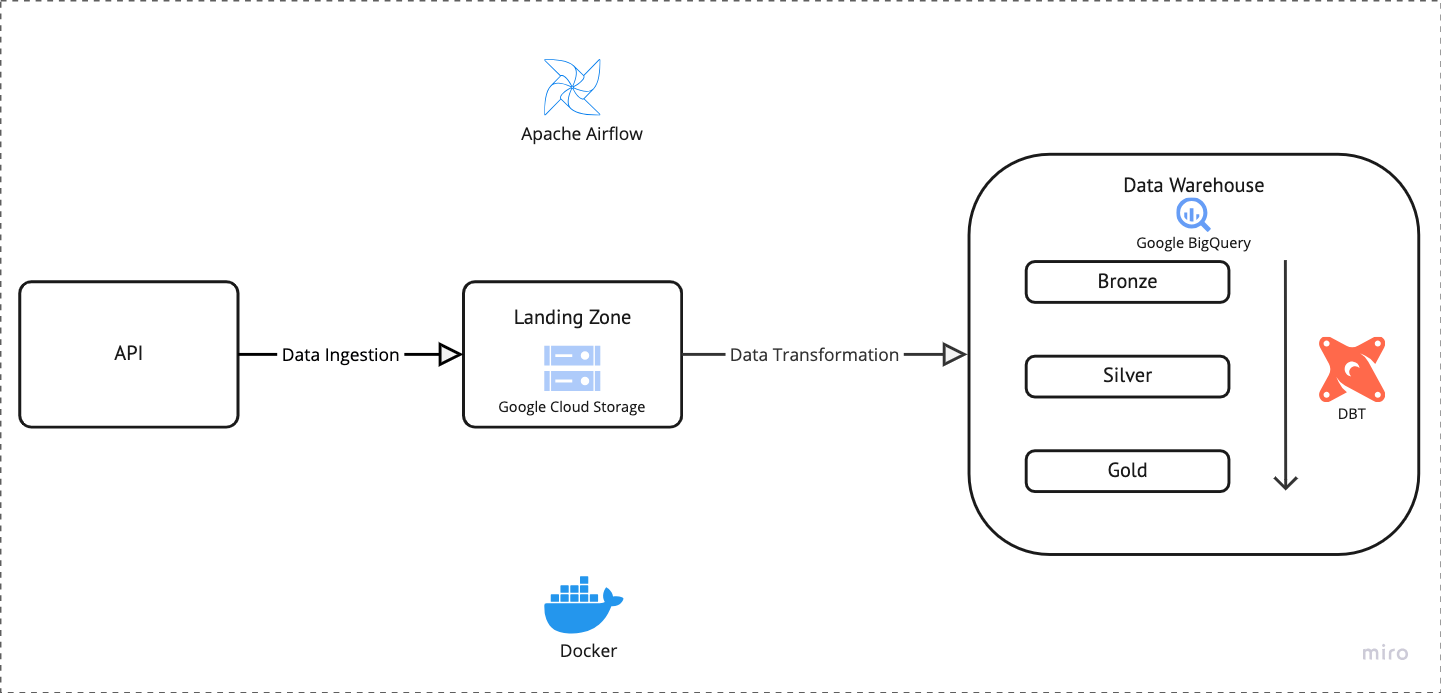 Apache Airflow
Data Warehouse
Google BigQuery
Bronze
API
Data Ingestion
Landing Zone
Google Cloud Storage
Data Transformation
Silver
DBT
Gold
Docker
miro